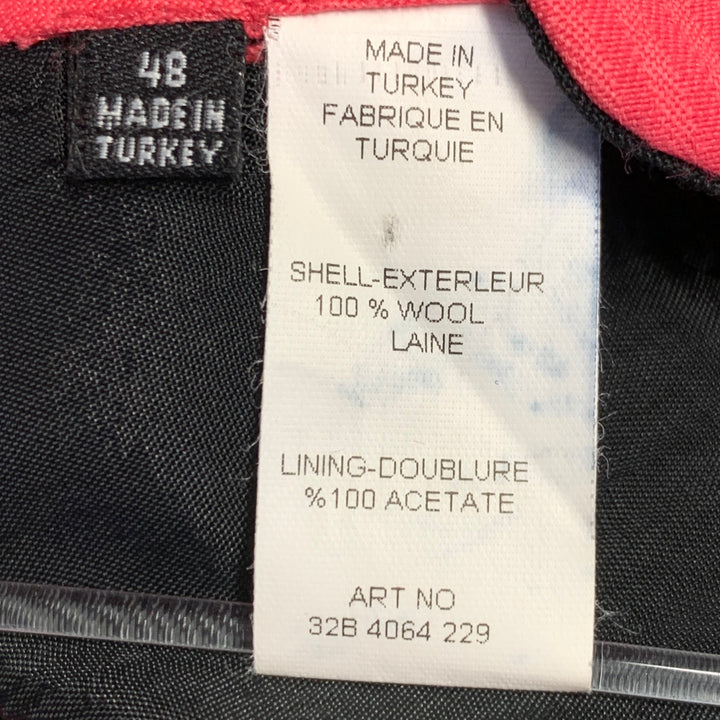 48
MADE IN
TURKEY
MADE IN
TURKEY
FABRIQUE EN
TURQUIE
SHELL-EXTERLEUR
100 % WOOL
LAINE
LINING-DOUBLURE
%100 ACETATE
ART NO
32B 4064 229